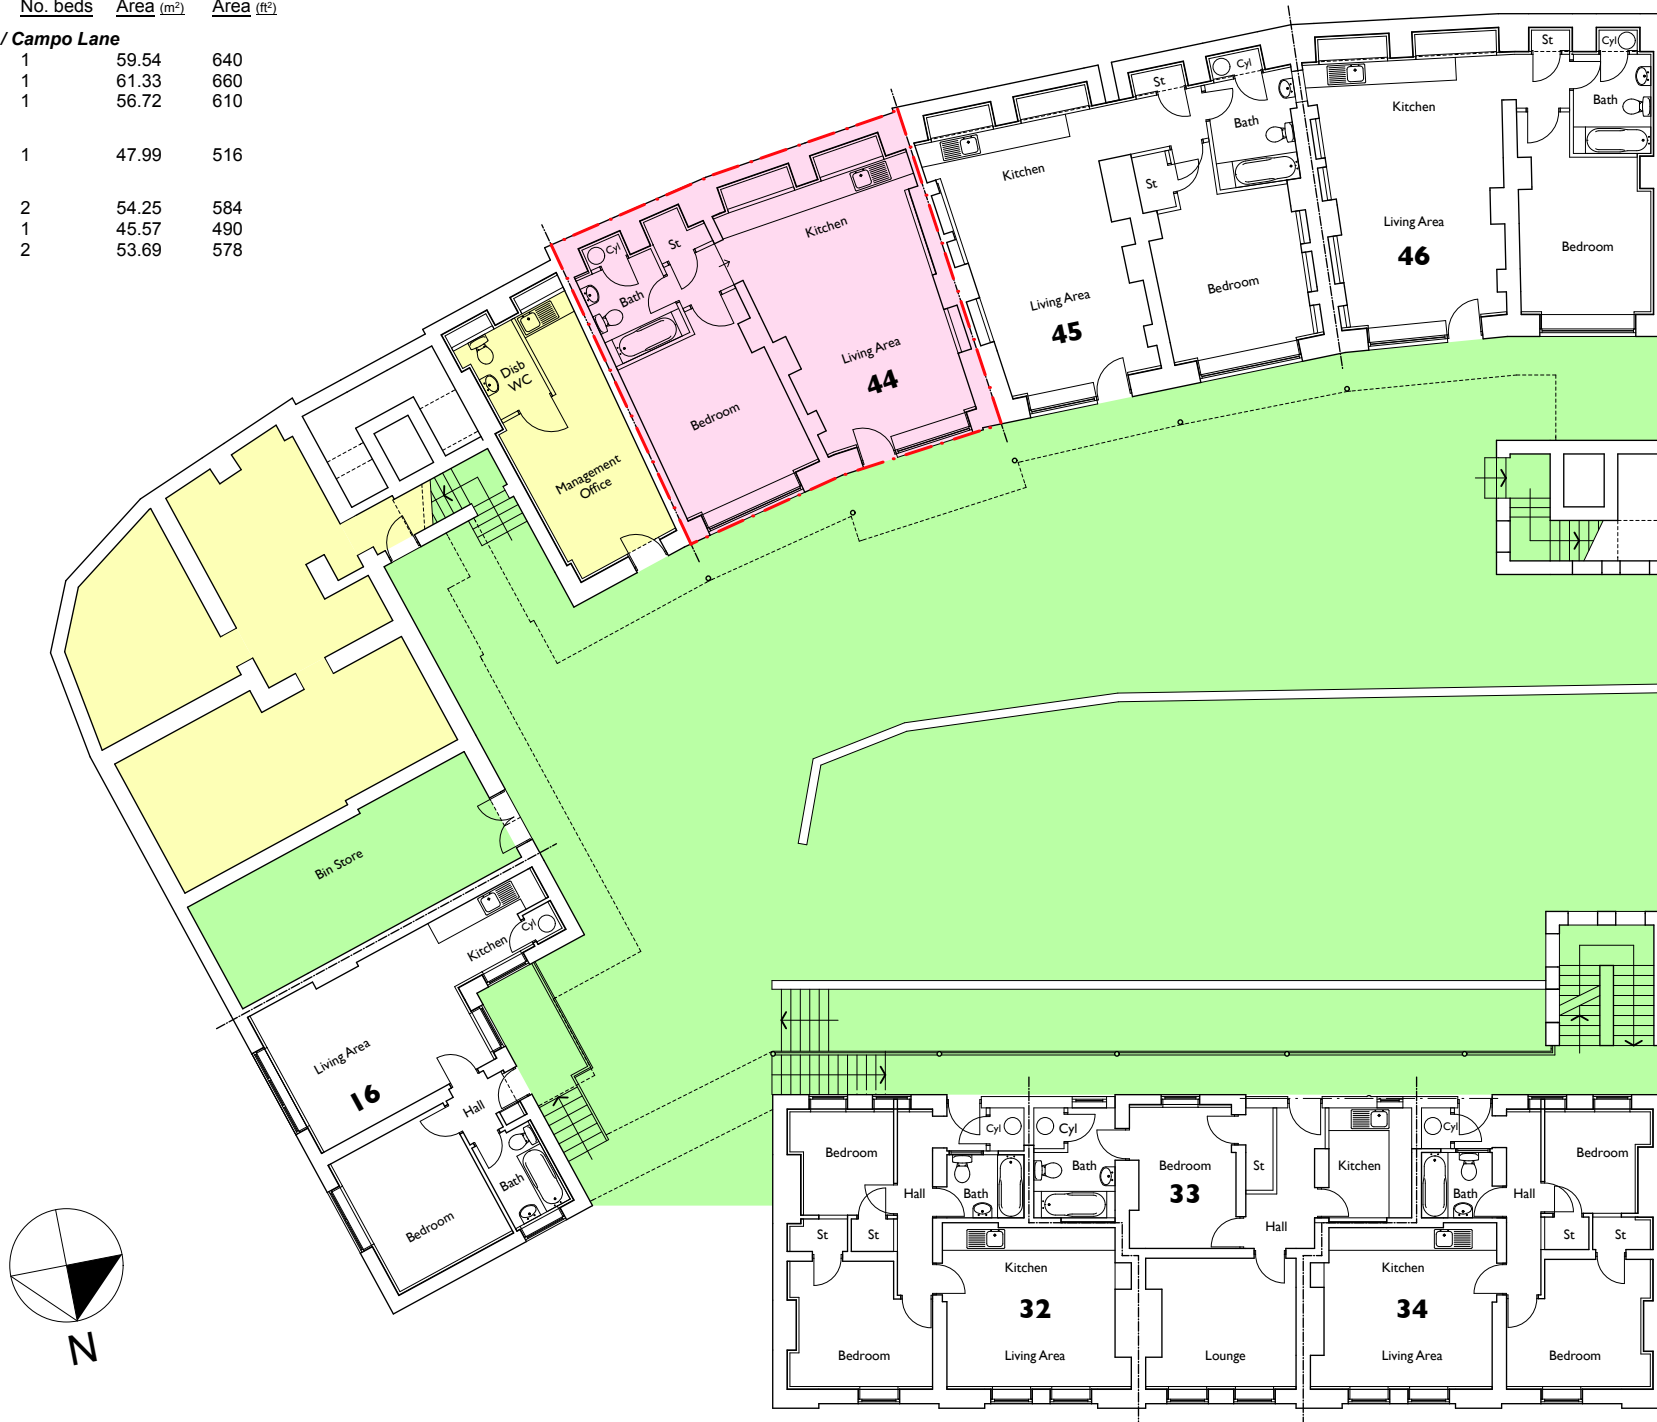 No. beds Area (m²) Area (ft²)
/ Campo Lane
1 59.54 640
1 61.33 660
1 56.72 610
1 47.99 516
2 54.25 584
1 45.57 490
2 53.69 578
St
Cyl
Kitchen
Bath
Living Area
46
Bedroom
St
Cyl
Bath
Kitchen
St
Living Area
45
Bedroom
Cyl
St
Kitchen
Bath
Living Area
44
Bedroom
Disb
WC
Management
Office
Bin Store
Kitchen
Cyl
Living Area
16
Hall
Bath
Bedroom
N
Bedroom
Hall
Cyl
Bath
St
St
Kitchen
32
Bedroom
Living Area
Cyl
Bath
Bedroom
33
St
Kitchen
Hall
Lounge
Cyl
Bath
Hall
Bedroom
St
St
Kitchen
34
Living Area
Bedroom